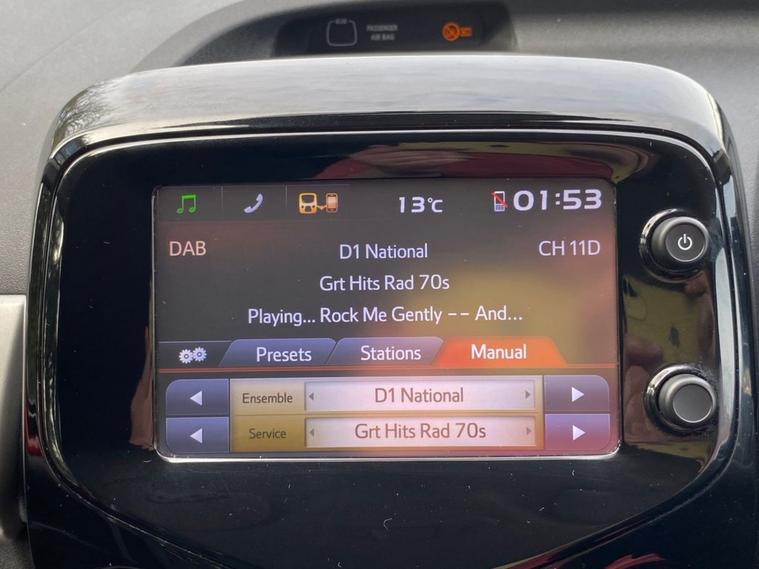 PASSENGER
AIR BAG
13°C
01:53
DAB
D1 National
CH 11D
Grt Hits Rad 70s
Playing... Rock Me Gently -- And...
Presets
Stations
Manual
Ensemble
D1 National
Service
Grt Hits Rad 70s